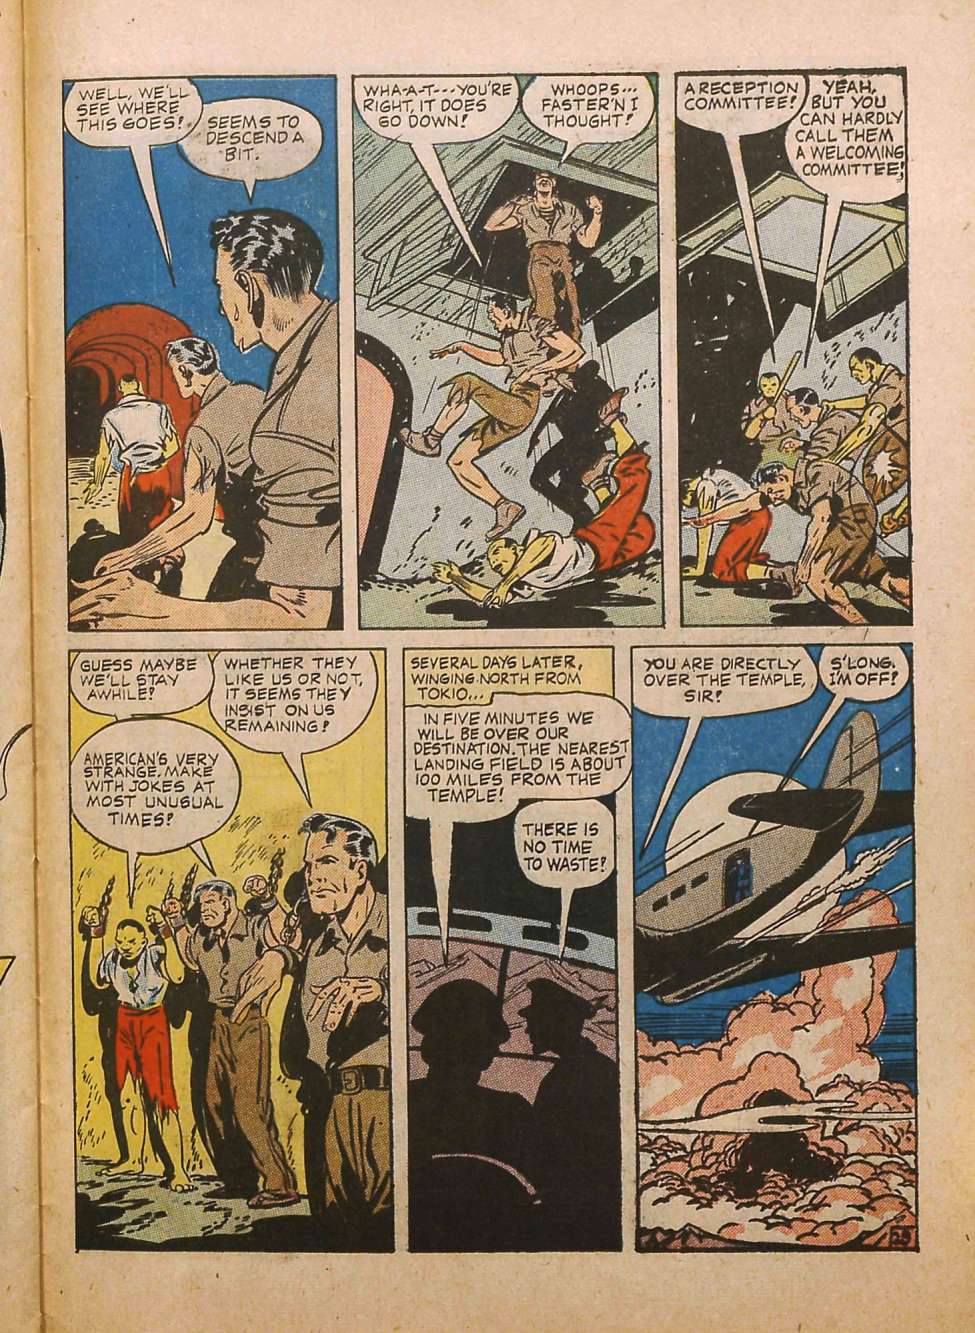 WELL, WE'LL
SEE WHERE
THIS GOES!
SEEMS TO
DESCEND A
BIT.
WHA-A-T---YOU'RE
RIGHT, IT DOES
GO DOWN!
WHOOPS...
FASTER'N I
THOUGHT!
A RECEPTION
COMMITTEE!
YEAH,
BUT YOU
CAN HARDLY
CALL THEM
A WELCOMING
COMMITTEE!
GUESS MAYBE
WE'LL STAY
AWHILE!
WHETHER THEY
LIKE US OR NOT,
IT SEEMS THEY
INSIST ON US
REMAINING!
AMERICAN'S VERY
STRANGE. MAKE
WITH JOKES AT
MOST UNUSUAL
TIMES?
SEVERAL DAYS LATER,
WINGING NORTH FROM
TOKIO...
IN FIVE MINUTES WE
WILL BE OVER OUR
DESTINATION. THE NEAREST
LANDING FIELD IS ABOUT
100 MILES FROM THE
TEMPLE!
THERE IS
NO TIME
TO WASTE!
YOU ARE DIRECTLY
OVER THE TEMPLE,
SIR!
S'LONG.
I'M OFF!